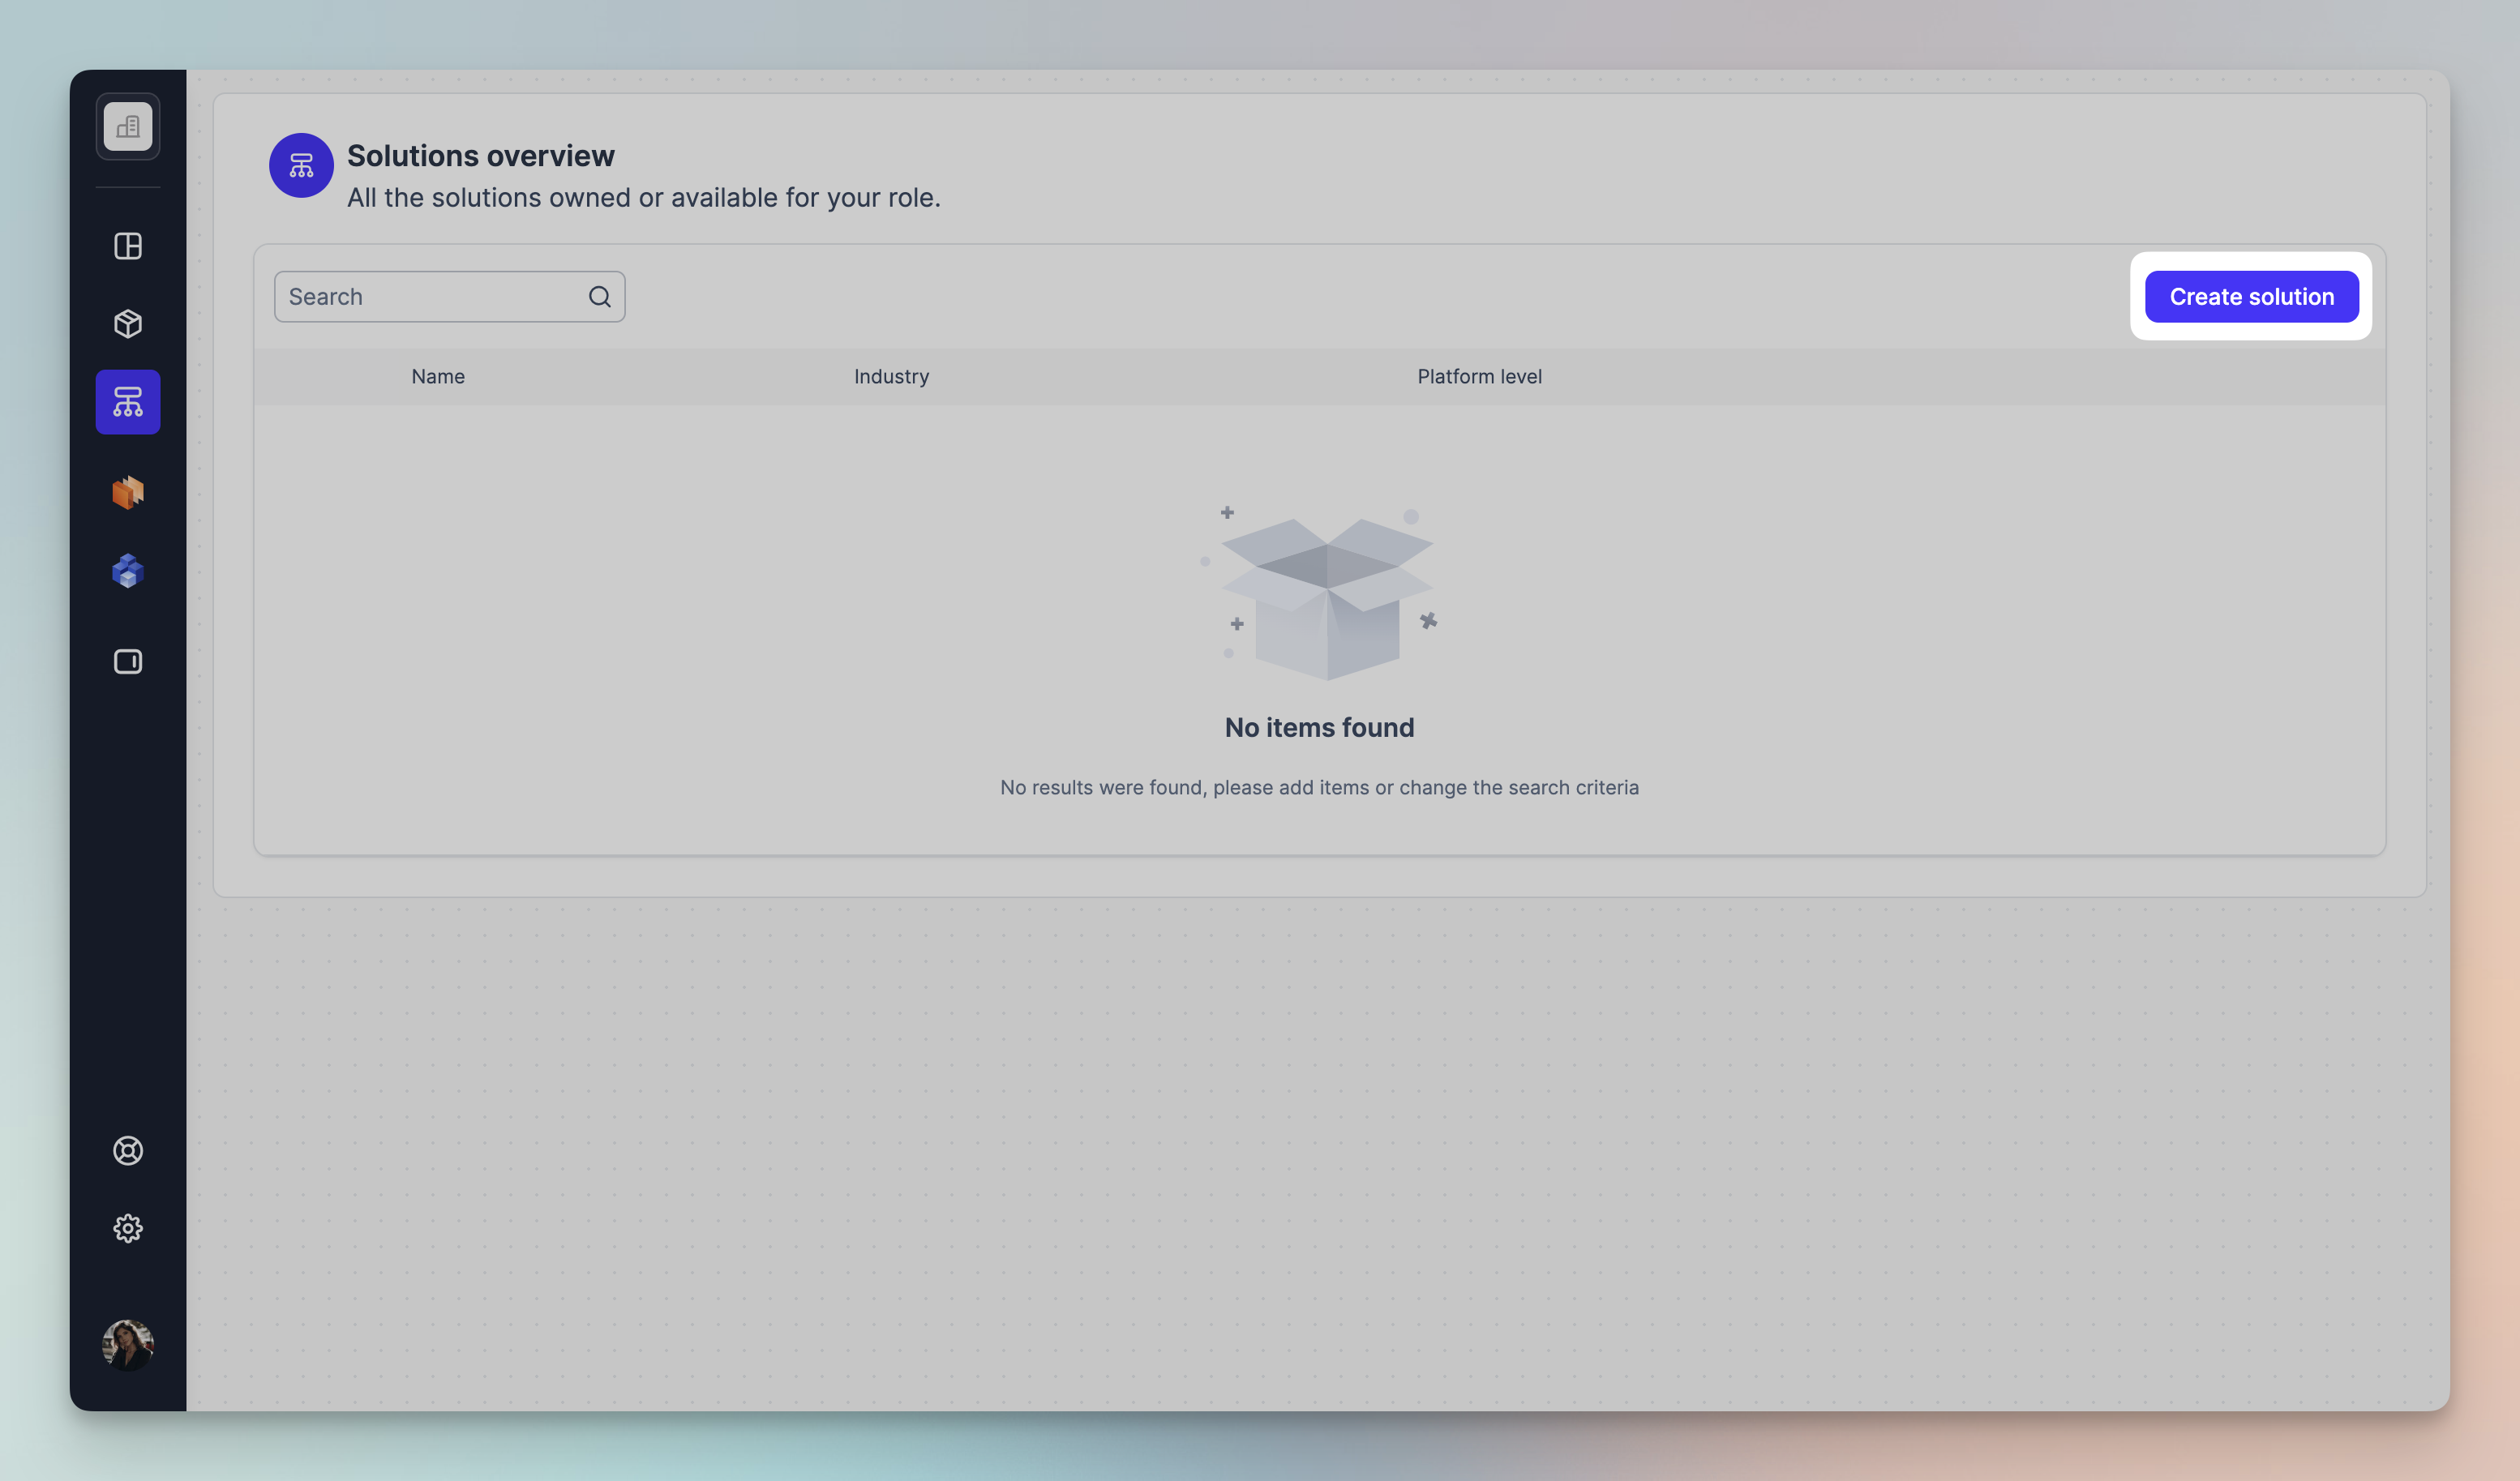 Solutions overview
All the solutions owned or available for your role.
Search
Create solution
Name
Industry
Platform level
No items found
No results were found, please add items or change the search criteria